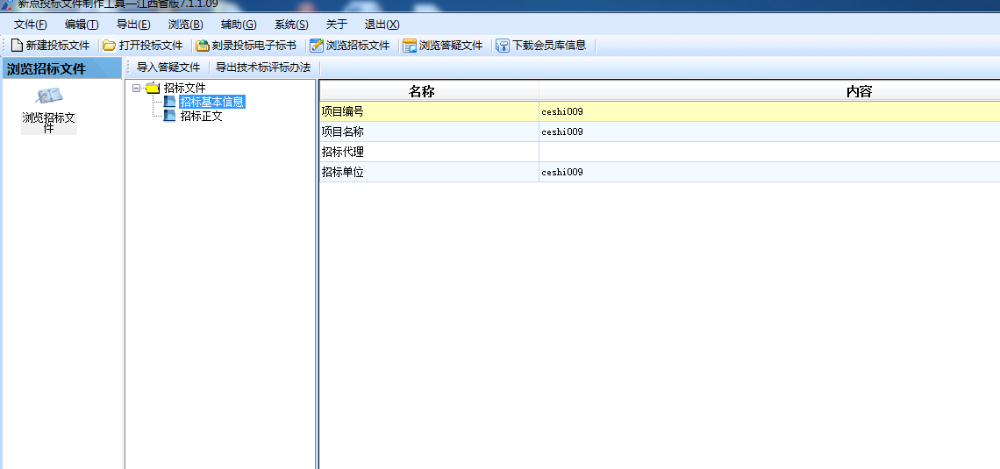 新点投标文件制作工具—江西省版7.1.1.09
文件(F) 编辑(T) 导出(E) 浏览(B) 辅助(G) 系统(S) 关于 退出(X)
新建投标文件 打开投标文件 刻录投标电子标书 浏览招标文件 浏览答疑文件 下载会员库信息
浏览招标文件
导入答疑文件 导出技术标评标办法
浏览招标文
件
招标文件
招标基本信息
招标正文
名称 内容
项目编号 ceshi009
项目名称 ceshi009
招标代理
招标单位 ceshi009